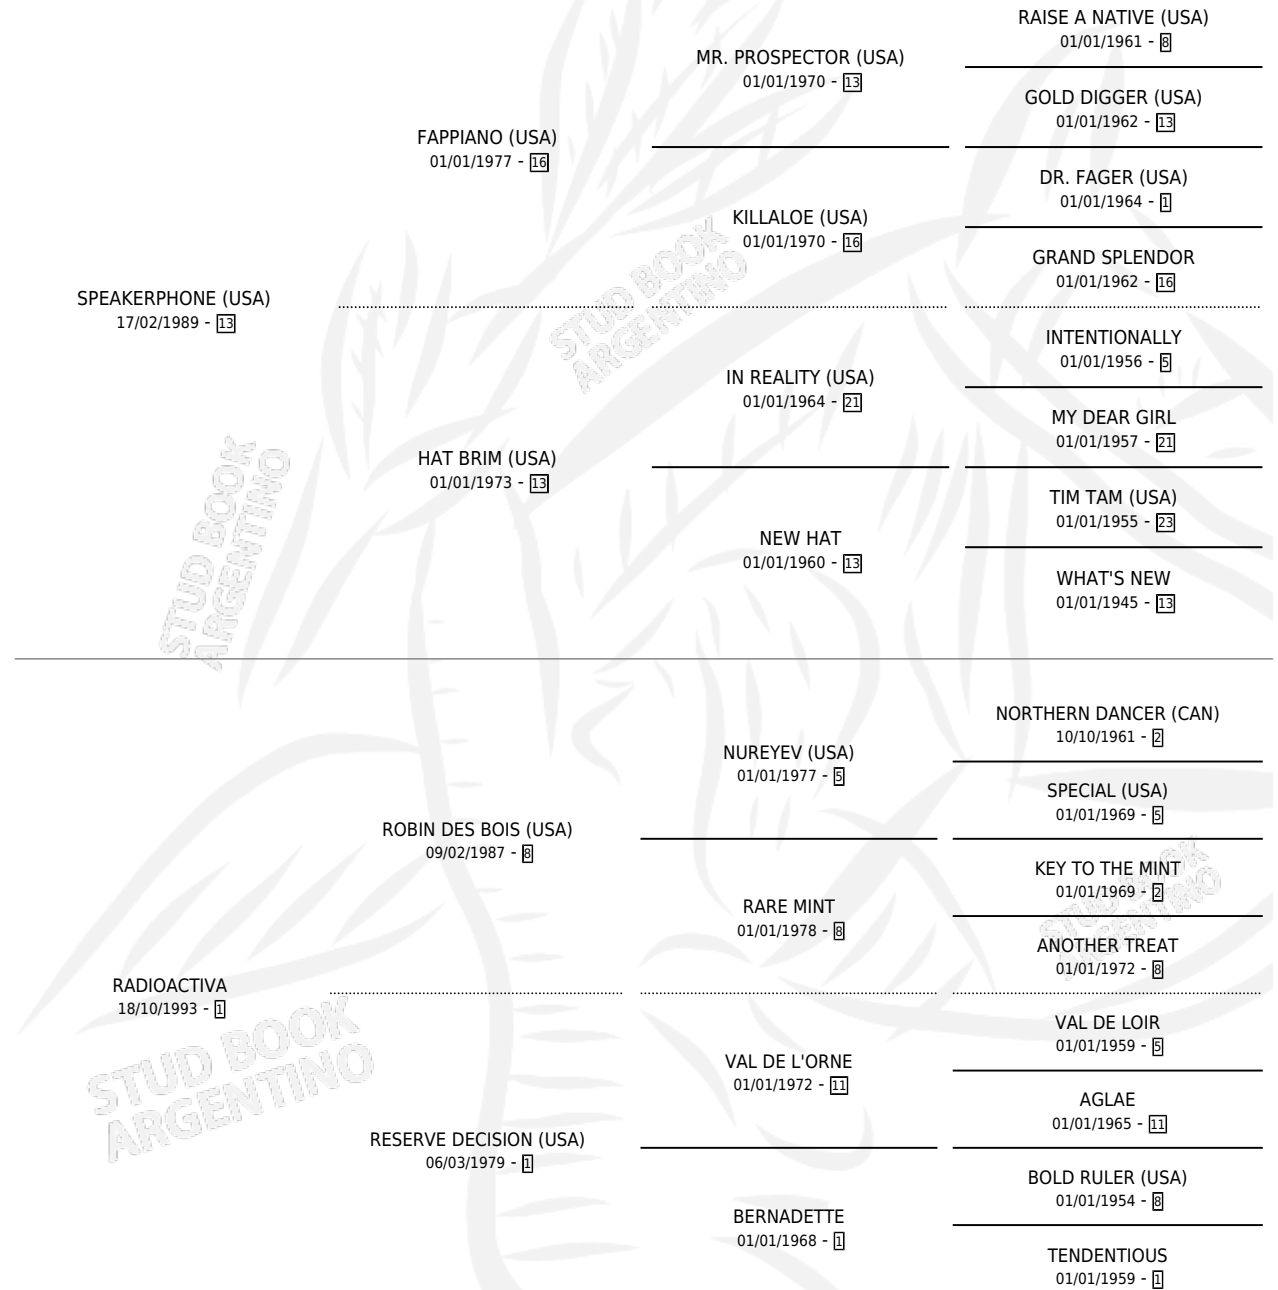 RAISE A NATIVE (USA)
01/01/1961 - 8
MR. PROSPECTOR (USA)
01/01/1970 - 13
GOLD DIGGER (USA)
01/01/1962 - 13
FAPPIANO (USA)
01/01/1977 - 16
DR. FAGER (USA)
01/01/1964 - 1
KILLALOE (USA)
01/01/1970 - 16
GRAND SPLENDOR
01/01/1962 - 16
SPEAKERPHONE (USA)
17/02/1989 - 13
INTENTIONALLY
01/01/1956 - 5
IN REALITY (USA)
01/01/1964 - 21
MY DEAR GIRL
01/01/1957 - 21
HAT BRIM (USA)
01/01/1973 - 13
TIM TAM (USA)
01/01/1955 - 23
NEW HAT
01/01/1960 - 13
WHAT'S NEW
01/01/1945 - 13
NORTHERN DANCER (CAN)
10/10/1961 - 2
NUREYEV (USA)
01/01/1977 - 5
SPECIAL (USA)
01/01/1969 - 5
ROBIN DES BOIS (USA)
09/02/1987 - 8
KEY TO THE MINT
01/01/1969 - 2
RARE MINT
01/01/1978 - 8
ANOTHER TREAT
01/01/1972 - 8
RADIOACTIVA
18/10/1993 - 1
VAL DE LOIR
01/01/1959 - 5
VAL DE L'ORNE
01/01/1972 - 11
AGLAE
01/01/1965 - 11
RESERVE DECISION (USA)
06/03/1979 - 1
BOLD RULER (USA)
01/01/1954 - 8
BERNADETTE
01/01/1968 - 1
TENDENTIOUS
01/01/1959 - 1
STUD BOOK
ARGENTINO
STUD BOOK
ARGENTINO
STUD BOOK
ARGENTINO
STUD BOOK
ARGENTINO